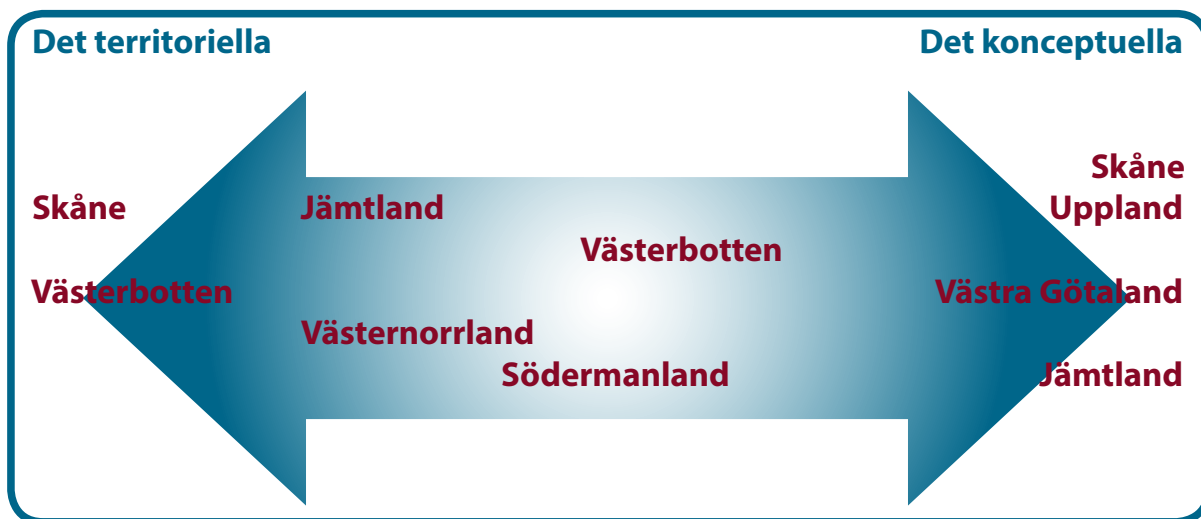 Det territoriella
Det konceptuella
Skåne
Skåne
Jämtland
Uppland
Västerbotten
Västerbotten
Västra Götaland
Västernorrland
Södermanland
Jämtland